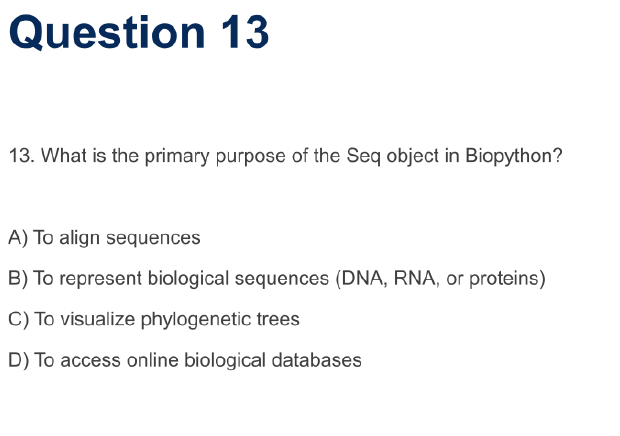 Question 13
13. What is the primary purpose of the Seq object in Biopython?
A) To align sequences
B) To represent biological sequences (DNA, RNA, or proteins)
C) To visualize phylogenetic trees
D) To access online biological databases